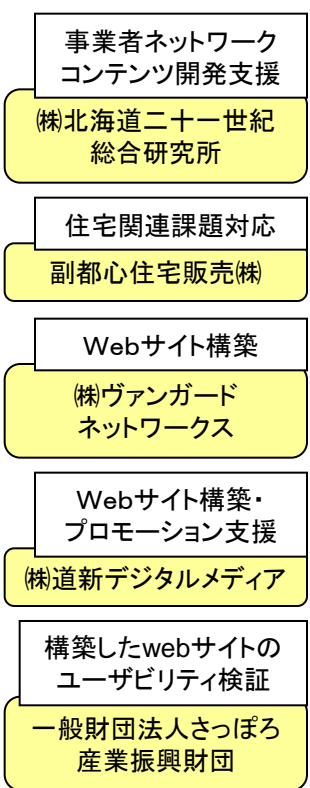 事業者ネットワーク
コンテンツ開発支援
㈱北海道二十一世紀
総合研究所
住宅関連課題対応
副都心住宅販売㈱
Ｗｅｂサイト構築
㈱ヴァンガード
ネットワークス
Ｗｅｂサイト構築・
プロモーション支援
㈱道新デジタルメディア
構築したwebサイトの
ユーザビリティ検証
一般財団法人さっぽろ
産業振興財団